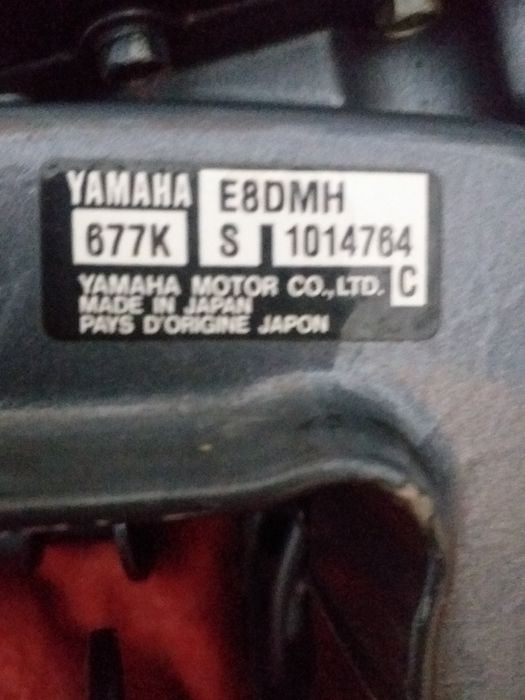 YAMAHA E8DMH
677K S 1014764
YAMAHA MOTOR CO.,LTD. C
MADE IN JAPAN
PAYS D'ORIGINE JAPON